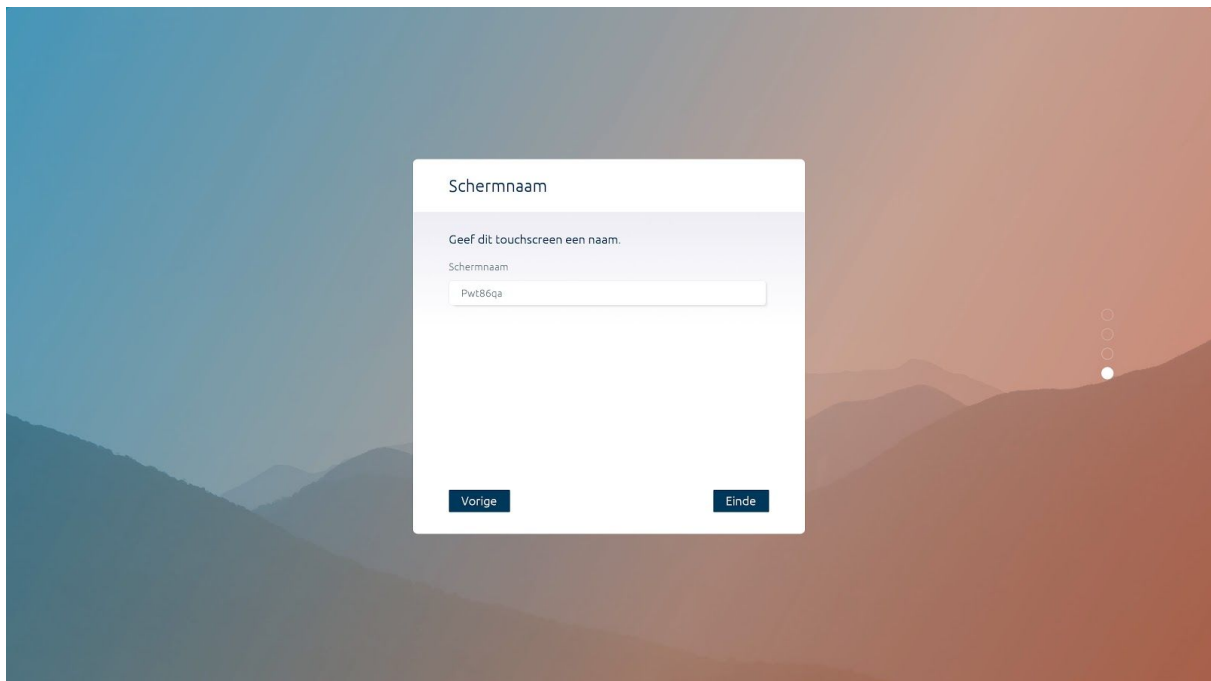 Schermnaam
Geef dit touchscreen een naam.
Schermnaam
Pwt86qa
Vorige
Einde